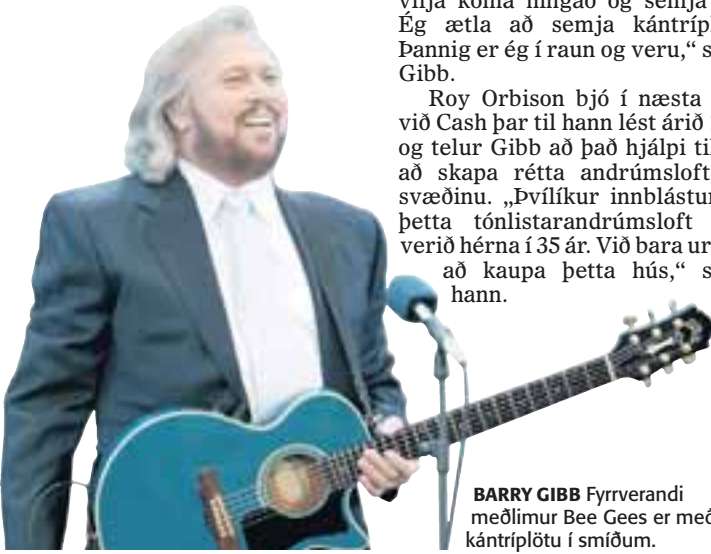 vilja koma hingað og semja
Ég ætla að semja kántríp
Þannig er ég í raun og veru,“ s
Gibb.
Roy Orbison bjó í næsta
við Cash þar til hann lést árið
og telur Gibb að það hjálpi til
að skapa rétta andrúmsloft
svæðinu. „Þvílíkur innblástur
þetta tónlistarandrúmsloft
verið hérna í 35 ár. Við bara ur
að kaupa þetta hús,“ s
hann.
BARRY GIBB Fyrrverandi
meðlimur Bee Gees er með
kántríplötu í smíðum.